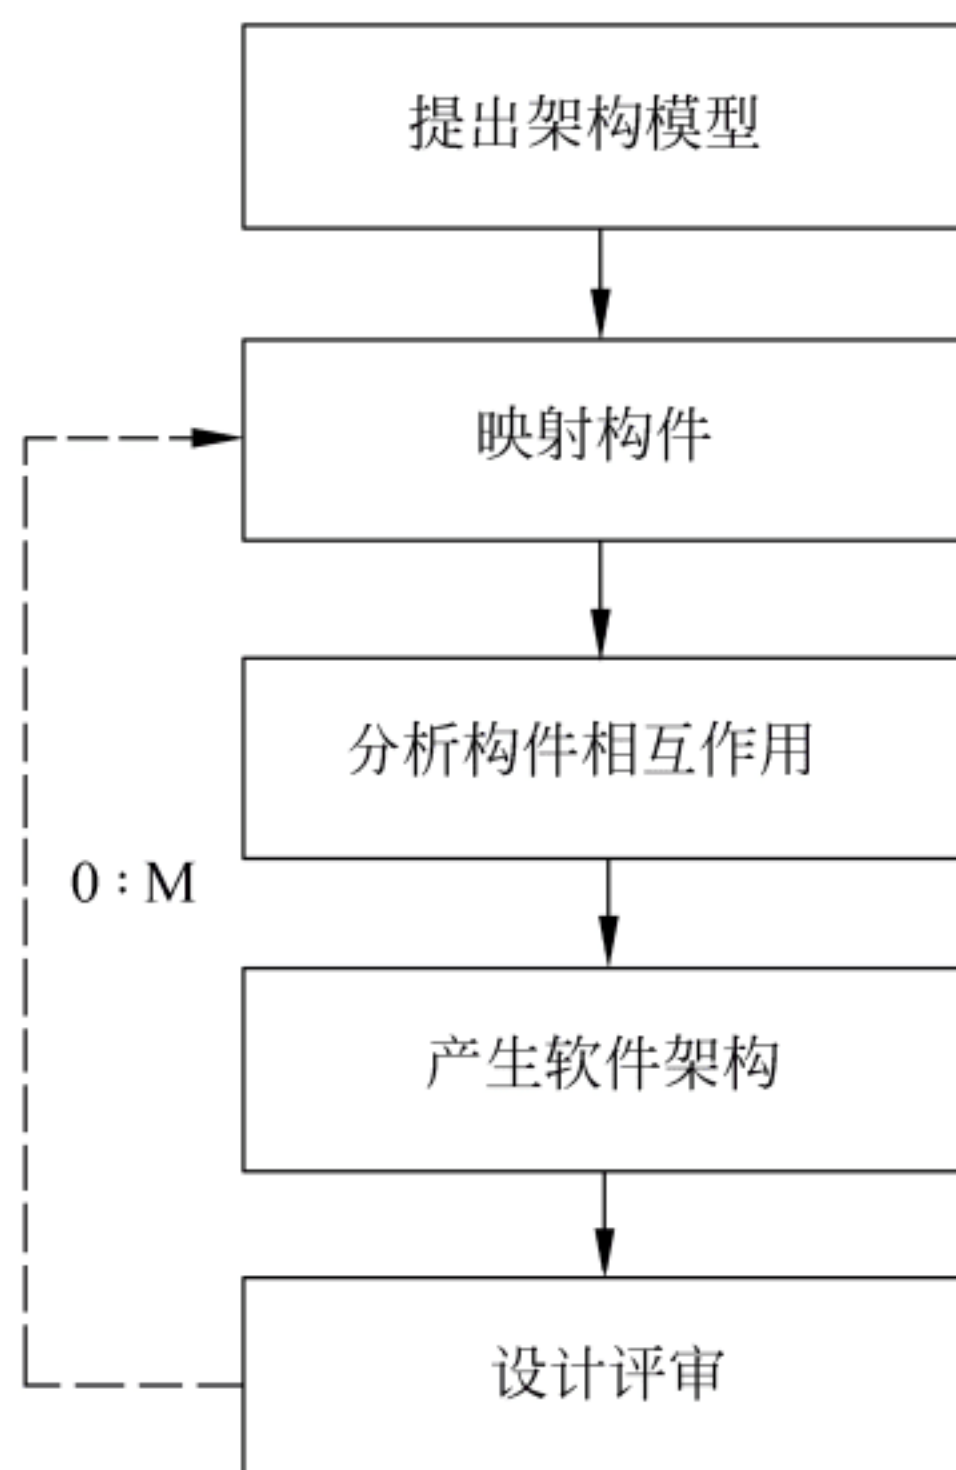 提出架构模型
映射构件
分析构件相互作用
0：M
产生软件架构
设计评审